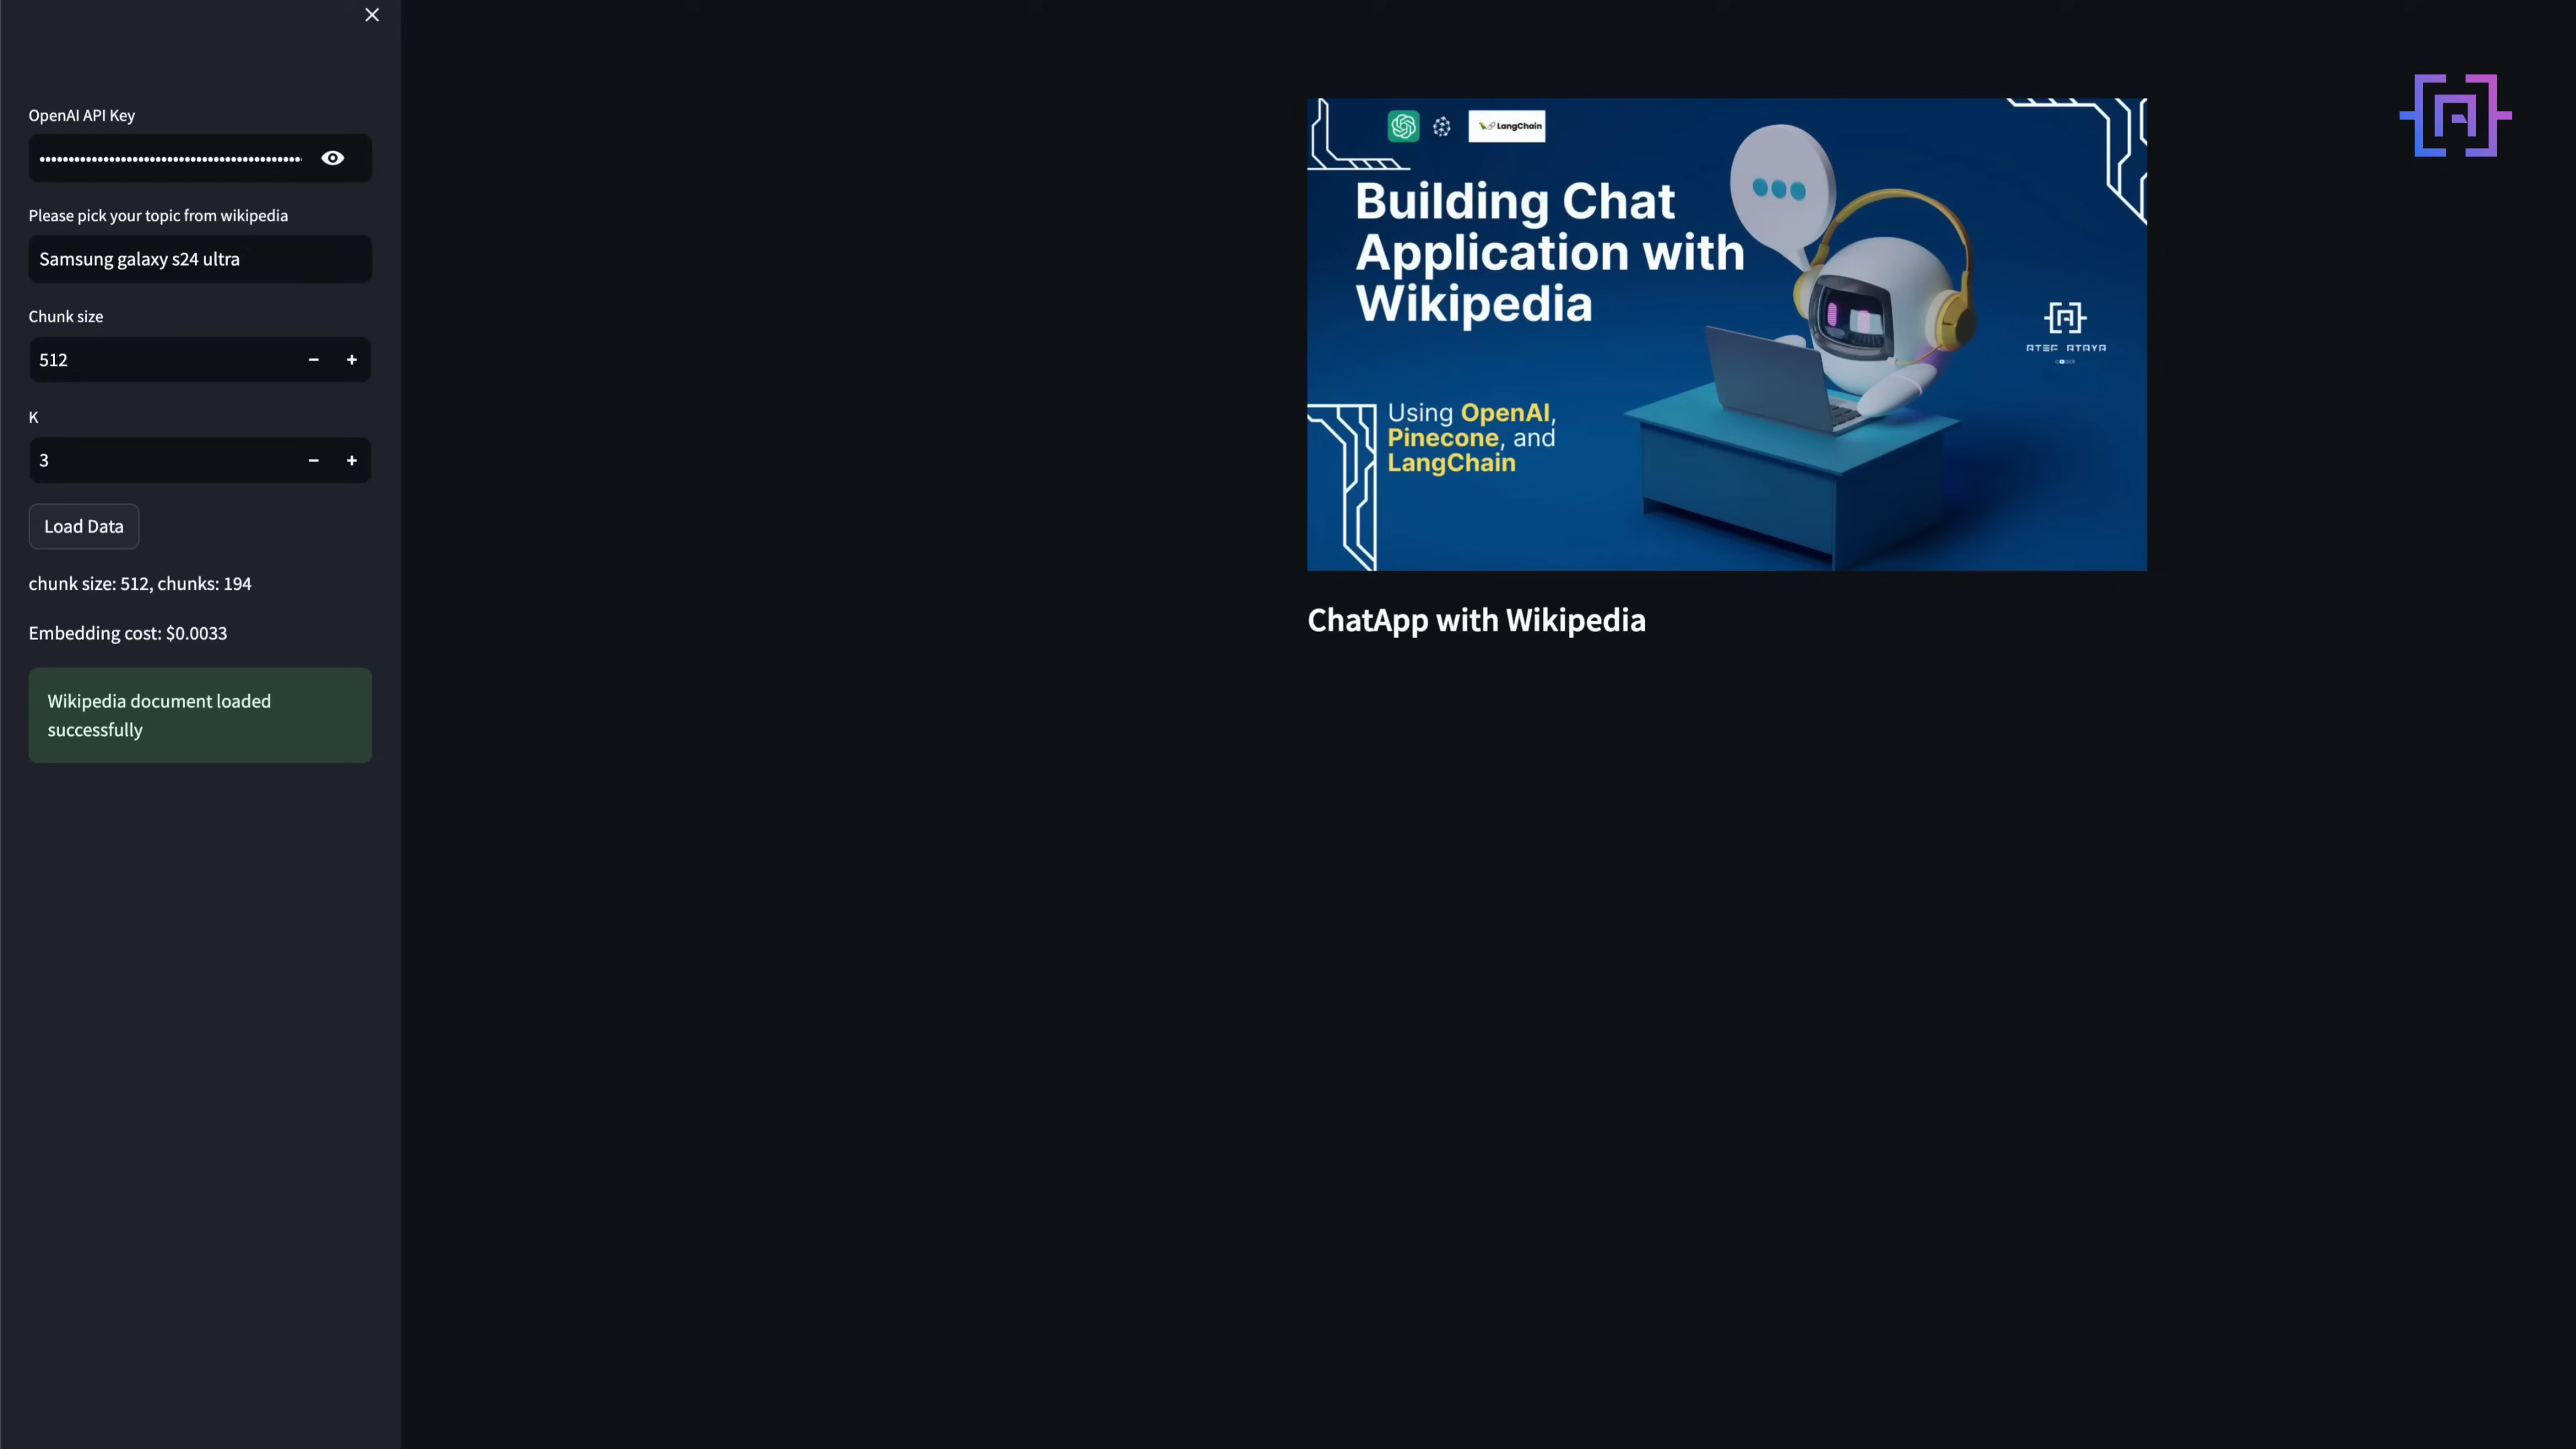 OpenAI API Key
Please pick your topic from wikipedia
Samsung galaxy s24 ultra
Chunk size
512
K
3
Load Data
chunk size: 512, chunks: 194
Embedding cost: $0.0033
Wikipedia document loaded
successfully
LangChain
Building Chat
Application with
Wikipedia
Using OpenAI,
Pinecone, and
LangChain
ATEF ATAYA
ChatApp with Wikipedia